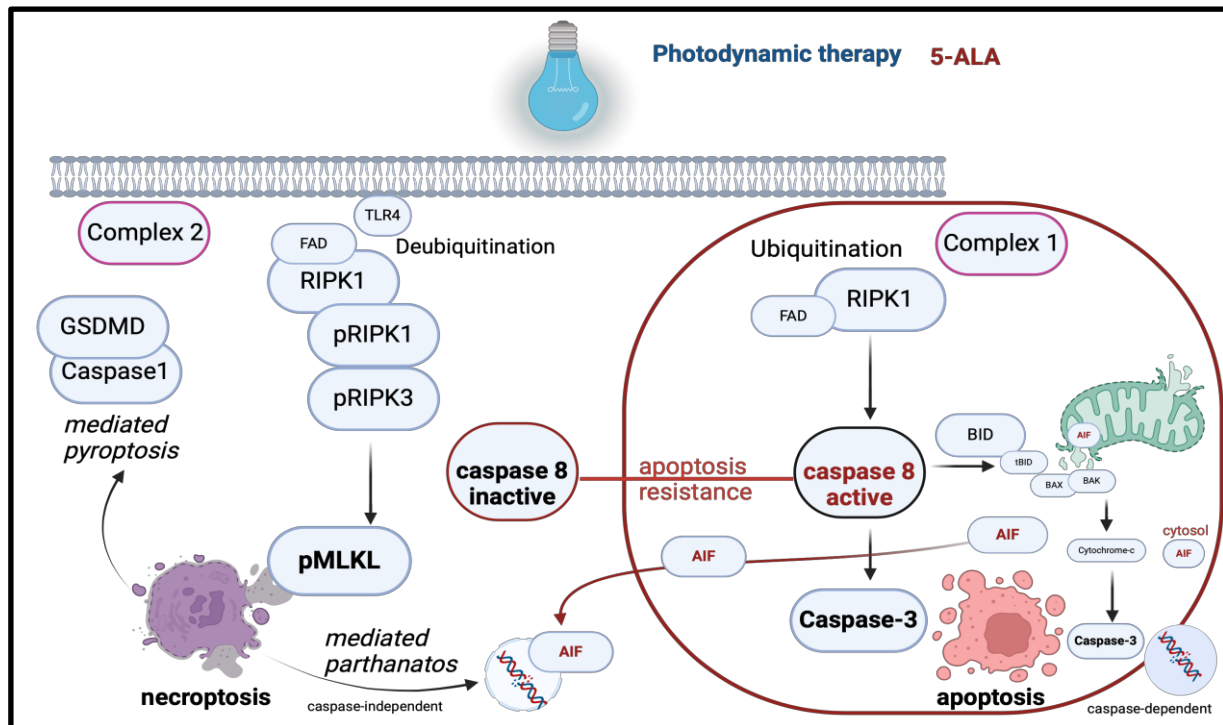 Photodynamic therapy 5-ALA
Complex 2
TLR4
FAD
Deubiquitination
RIPK1
pRIPK1
pRIPK3
GSDMD
Caspase1
mediated
pyroptosis
pMLKL
necroptosis
mediated
parthanatos
caspase-independent
AIF
AIF
caspase 8
inactive
apoptosis
resistance
Ubiquitination
Complex 1
RIPK1
FAD
caspase 8
active
BID
tBID
BAX
BAK
AIF
AIF
Cytochrome-c
cytosol
AIF
Caspase-3
Caspase-3
apoptosis
caspase-dependent